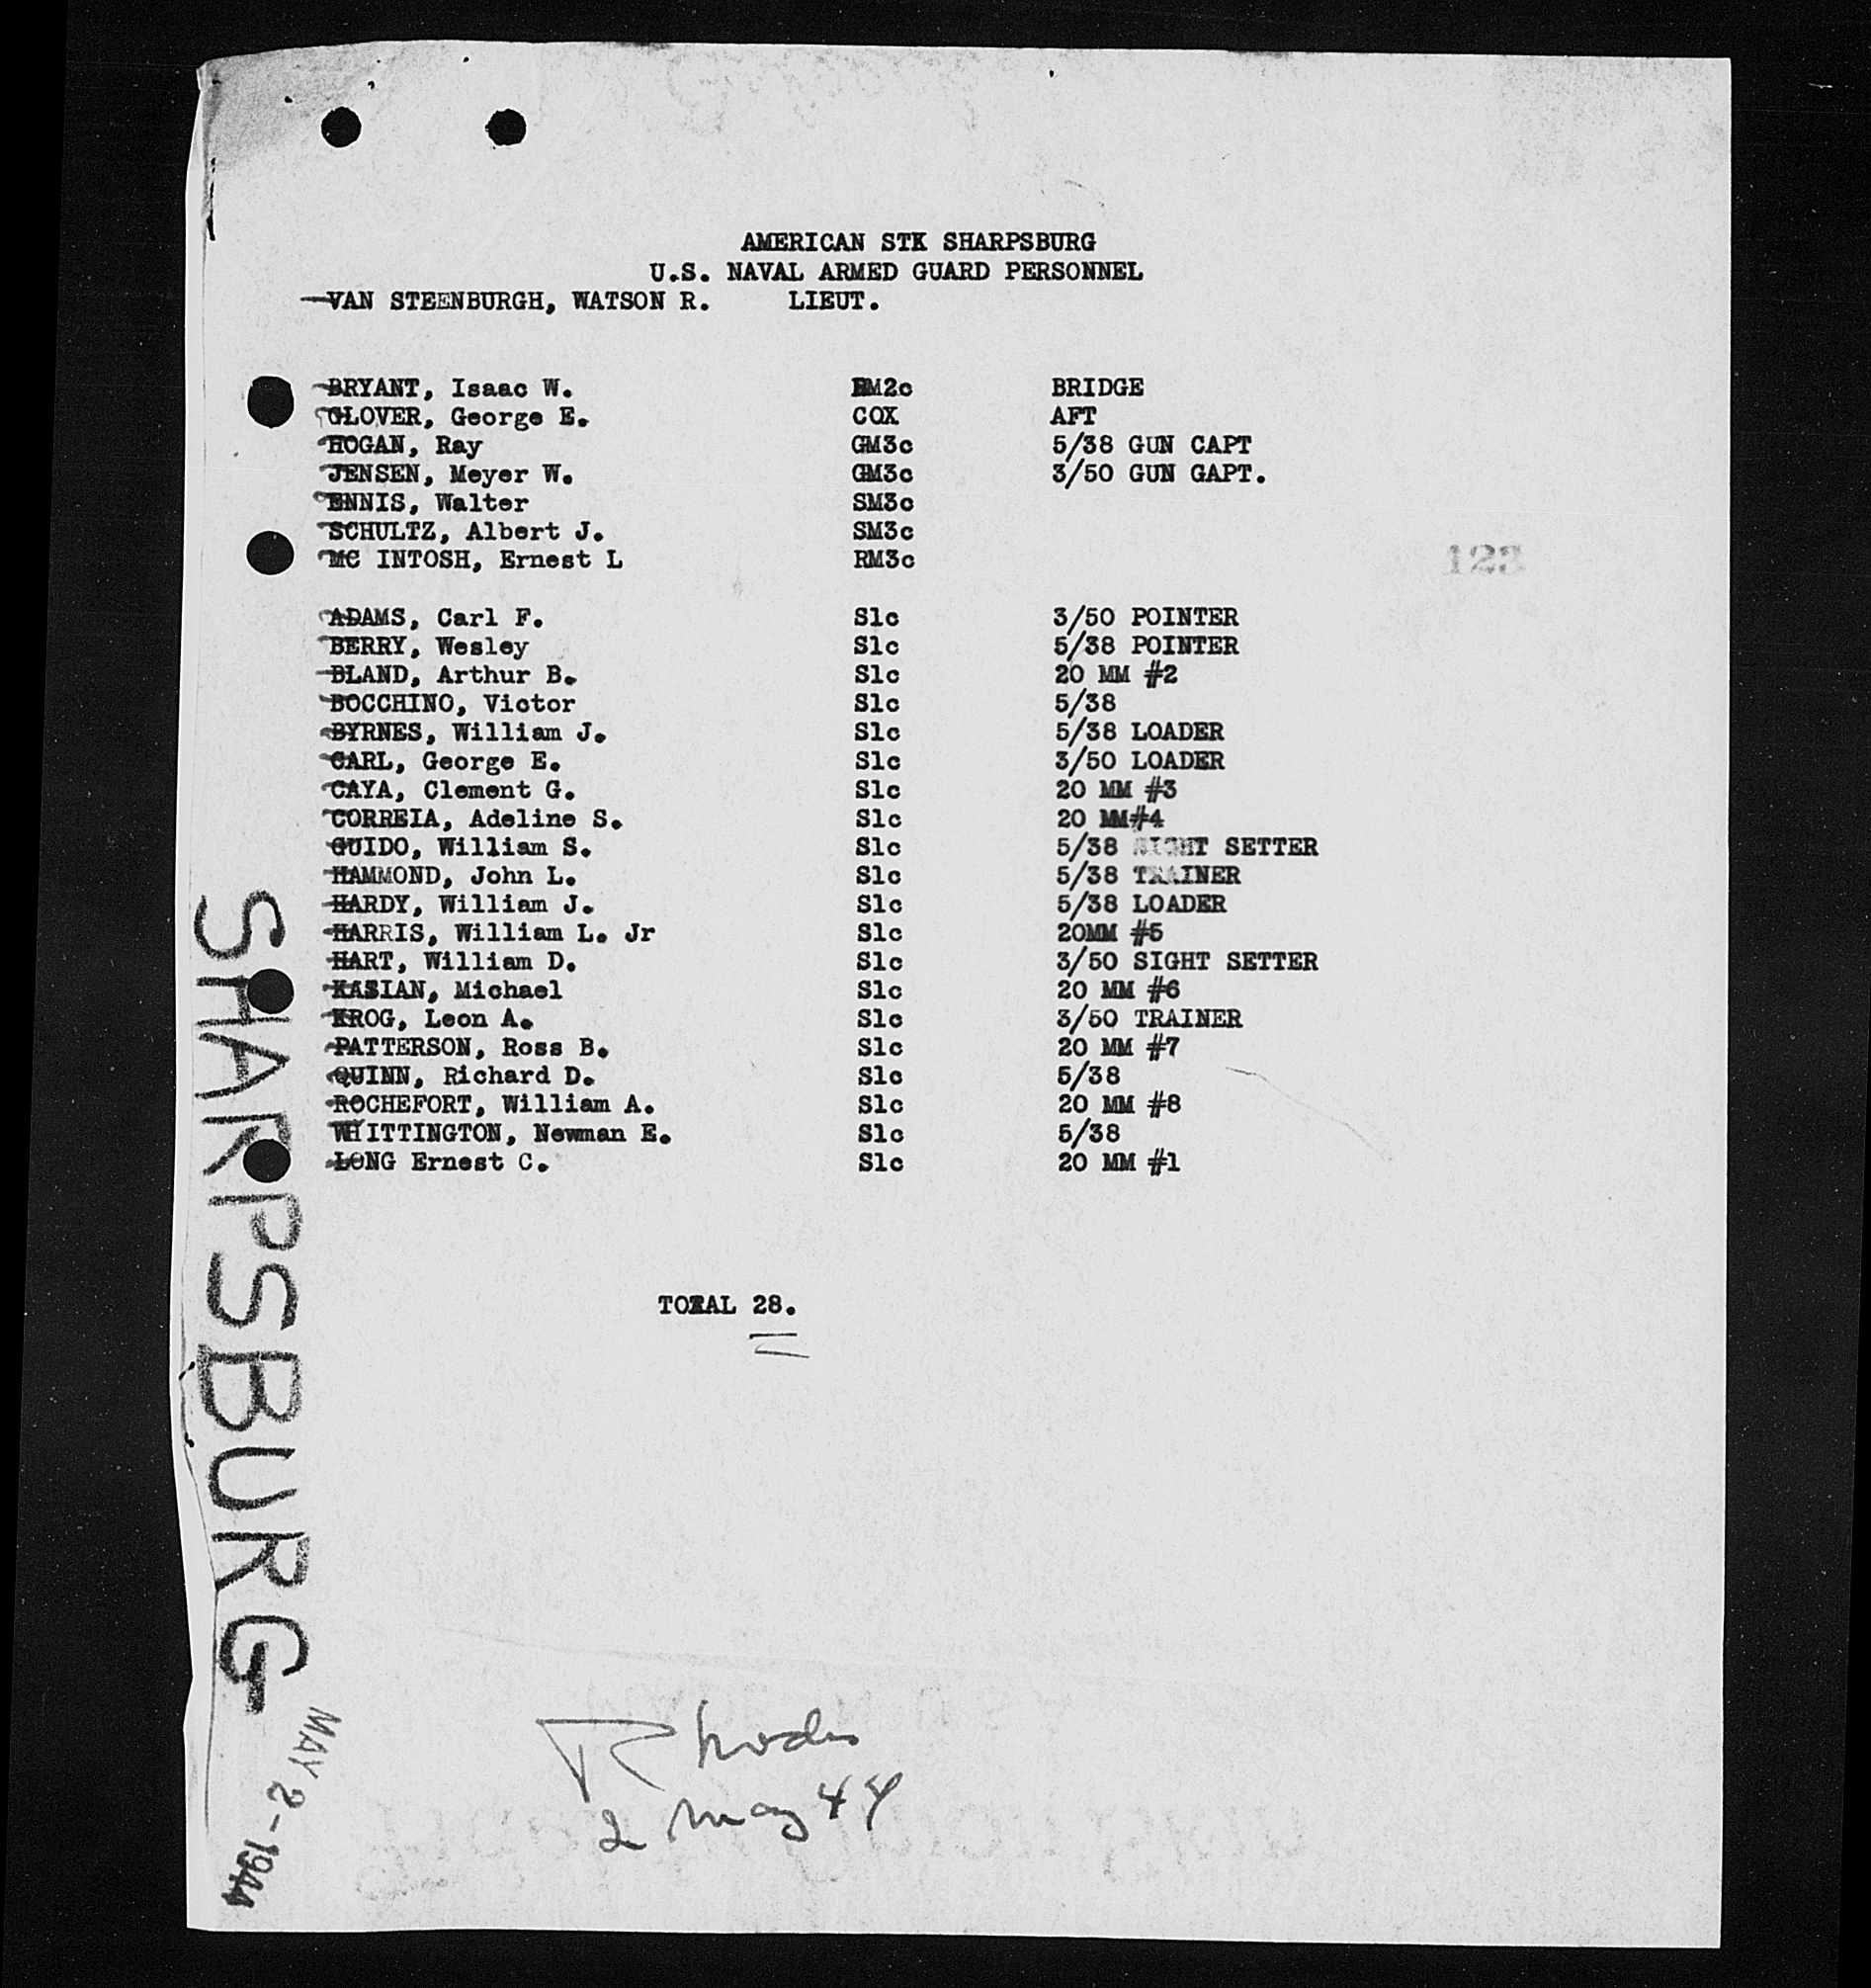 AMERICAN STK SHARPSBURG
U.S. NAVAL ARMED GUARD PERSONNEL
VAN STEENBURGH, WATSON R. LIEUT.
BRYANT, Isaac W. BM2c BRIDGE
GLOVER, George E. COX AFT
HOGAN, Ray GM3c 5/38 GUN CAPT
JENSEN, Meyer W. GM3c 3/50 GUN GAPT.
ENNIS, Walter SM3c
SCHULTZ, Albert J. SM3c
MC INTOSH, Ernest L RM3c
123
ADAMS, Carl F. S1c 3/50 POINTER
BERRY, Wesley S1c 5/38 POINTER
BLAND, Arthur B. S1c 20 MM #2
BOCCHINO, Victor S1c 5/38
BYRNES, William J. S1c 5/38 LOADER
CARL, George E. S1c 3/50 LOADER
CAYA, Clement G. S1c 20 MM #3
CORREIA, Adeline S. S1c 20 MM#4
GUIDO, William S. S1c 5/38 SIGHT SETTER
HAMMOND, John L. S1c 5/38 TRAINER
HARDY, William J. S1c 5/38 LOADER
HARRIS, William L. Jr S1c 20MM #5
HART, William D. S1c 3/50 SIGHT SETTER
KASIAN, Michael S1c 20 MM #6
KROG, Leon A. S1c 3/50 TRAINER
PATTERSON, Ross B. S1c 20 MM #7
QUINN, Richard D. S1c 5/38
ROCHEFORT, William A. S1c 20 MM #8
WHITTINGTON, Newman E. S1c 5/38
LONG Ernest C. S1c 20 MM #1
TOTAL 28.
SHARPSBURG
MAY 2-1944
Rhodes
2 May 44